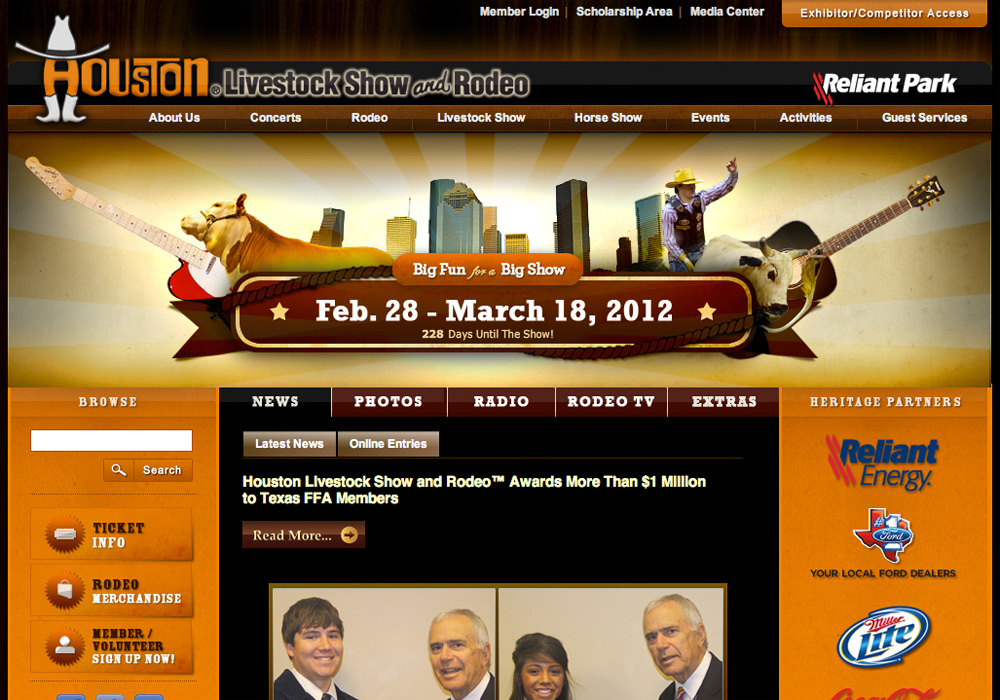 Member Login | Scholarship Area | Media Center
Exhibitor/Competitor Access
HOUSTON® Livestock Show and Rodeo
Reliant Park
About Us
Concerts
Rodeo
Livestock Show
Horse Show
Events
Activities
Guest Services
Big Fun for a Big Show
Feb. 28 - March 18, 2012
228 Days Until The Show!
BROWSE
NEWS
PHOTOS
RADIO
RODEO TV
EXTRAS
HERITAGE PARTNERS
Search
TICKET
INFO
RODEO
MERCHANDISE
MEMBER /
VOLUNTEER
SIGN UP NOW!
Latest News
Online Entries
Houston Livestock Show and Rodeo™ Awards More Than $1 Million
to Texas FFA Members
Read More...
Reliant
Energy®
#1
Ford
YOUR LOCAL FORD DEALERS
Miller
Lite
Coca-Cola